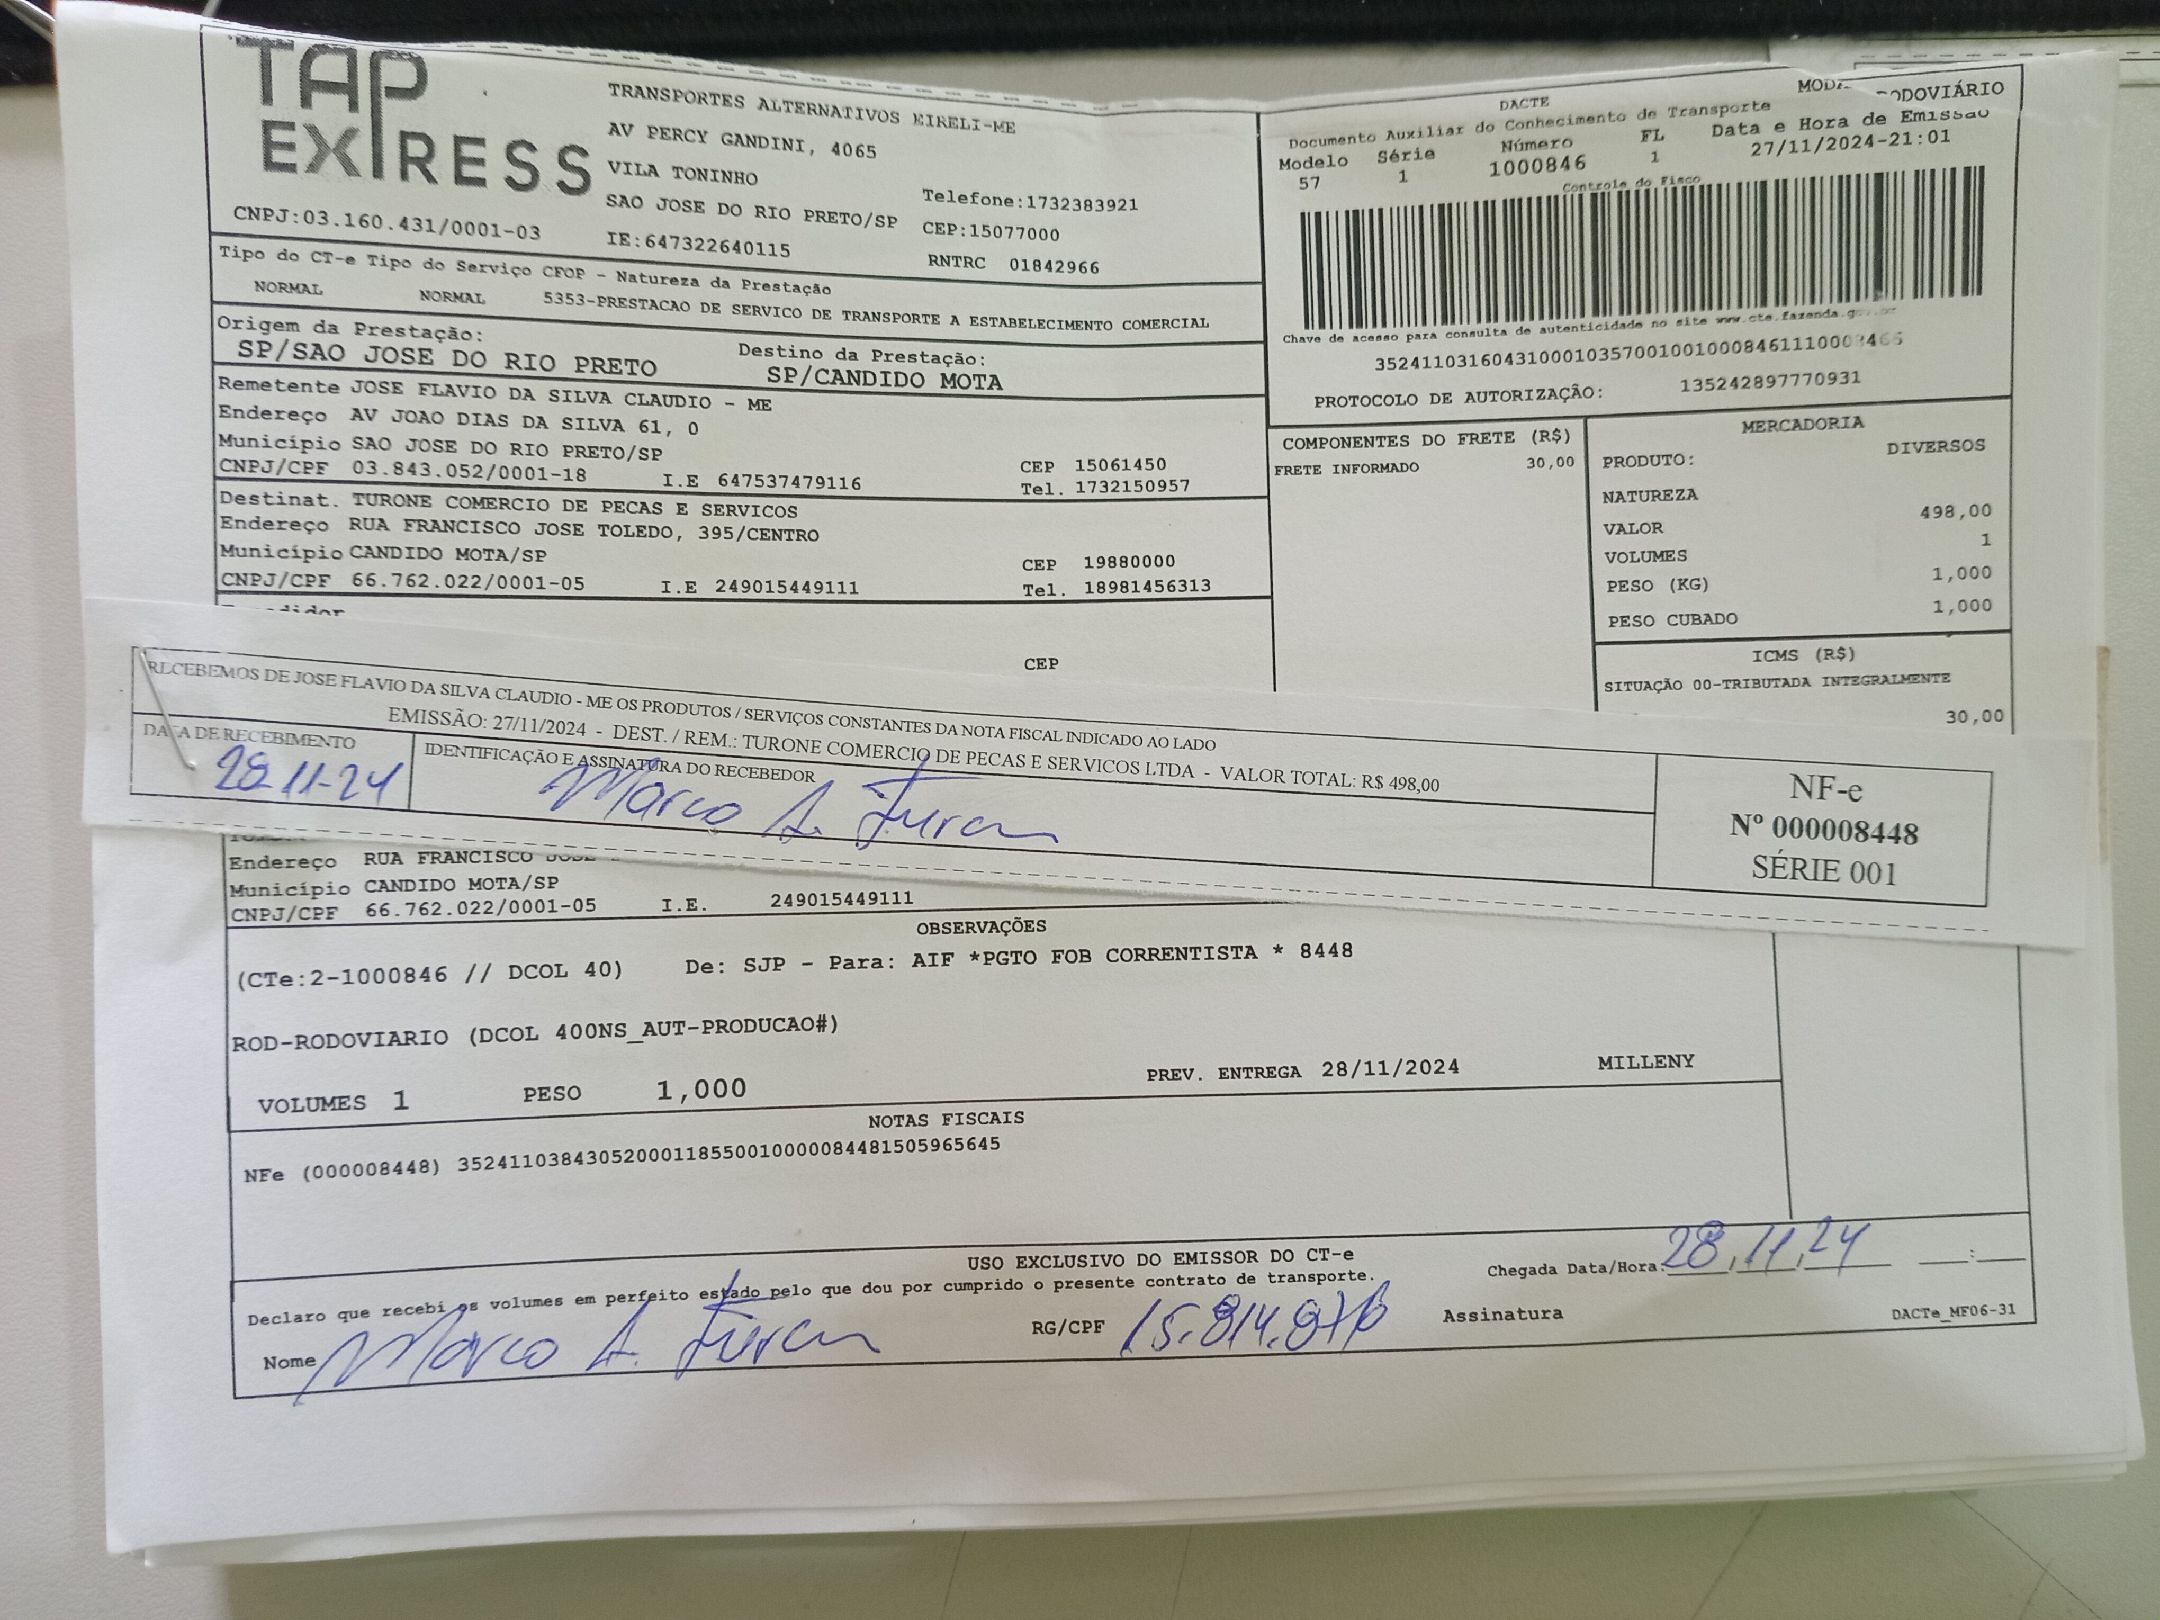 TAP EXPRESS
TRANSPORTES ALTERNATIVOS EIRELI-ME
AV PERCY GANDINI, 4065
VILA TONINHO
SAO JOSE DO RIO PRETO/SP
Telefone:1732383921
CEP:15077000
CNPJ:03.160.431/0001-03
IE:647322640115
RNTRC 01842966
DACTE
RODOVIÁRIO
Documento Auxiliar do Conhecimento de Transporte
Modelo Série Número FL Data e Hora de Emissão
57 1 1000846 1 27/11/2024-21:01
Controle do Fisco
Chave de acesso para consulta de autenticidade no site www.cte.fazenda.gov.br
PROTOCOLO DE AUTORIZAÇÃO: 135242897770931
Tipo do CT-e Tipo do Serviço CFOP - Natureza da Prestação
NORMAL NORMAL 5353-PRESTACAO DE SERVICO DE TRANSPORTE A ESTABELECIMENTO COMERCIAL
Origem da Prestação: Destino da Prestação:
SP/SAO JOSE DO RIO PRETO SP/CANDIDO MOTA
Remetente JOSE FLAVIO DA SILVA CLAUDIO - ME
Endereço AV JOAO DIAS DA SILVA 61, 0
Município SAO JOSE DO RIO PRETO/SP CEP 15061450
CNPJ/CPF 03.843.052/0001-18 I.E 647537479116 Tel. 1732150957
Destinat. TURONE COMERCIO DE PECAS E SERVICOS
Endereço RUA FRANCISCO JOSE TOLEDO, 395/CENTRO
Município CANDIDO MOTA/SP CEP 19880000
CNPJ/CPF 66.762.022/0001-05 I.E 249015449111 Tel. 18981456313
CEP
COMPONENTES DO FRETE (R$)
FRETE INFORMADO 30,00
MERCADORIA
PRODUTO: DIVERSOS
NATUREZA
VALOR 498,00
VOLUMES 1
PESO (KG) 1,000
PESO CUBADO 1,000
ICMS (R$)
SITUAÇÃO 00-TRIBUTADA INTEGRALMENTE
30,00
RECEBEMOS DE JOSE FLAVIO DA SILVA CLAUDIO - ME OS PRODUTOS / SERVIÇOS CONSTANTES DA NOTA FISCAL INDICADO AO LADO
EMISSÃO: 27/11/2024 - DEST. / REM.: TURONE COMERCIO DE PECAS E SERVICOS LTDA - VALOR TOTAL: R$ 498,00
DATA DE RECEBIMENTO
28-11-24
IDENTIFICAÇÃO E ASSINATURA DO RECEBEDOR
Marco A.
NF-e
Nº 000008448
SÉRIE 001
Endereço RUA FRANCISCO
Município CANDIDO MOTA/SP
CNPJ/CPF 66.762.022/0001-05 I.E. 249015449111
OBSERVAÇÕES
(CTe:2-1000846 // DCOL 40) De: SJP - Para: AIF *PGTO FOB CORRENTISTA * 8448
ROD-RODOVIARIO (DCOL 400NS_AUT-PRODUCAO#)
VOLUMES 1 PESO 1,000 PREV. ENTREGA 28/11/2024 MILLENY
NOTAS FISCAIS
NFe (000008448) 35241103843052000118550010000084481505965645
USO EXCLUSIVO DO EMISSOR DO CT-e
Declaro que recebi os volumes em perfeito estado pelo que dou por cumprido o presente contrato de transporte.
Chegada Data/Hora: 28,11,24
Nome Marco A.
RG/CPF
Assinatura
DACTe_MF06-31